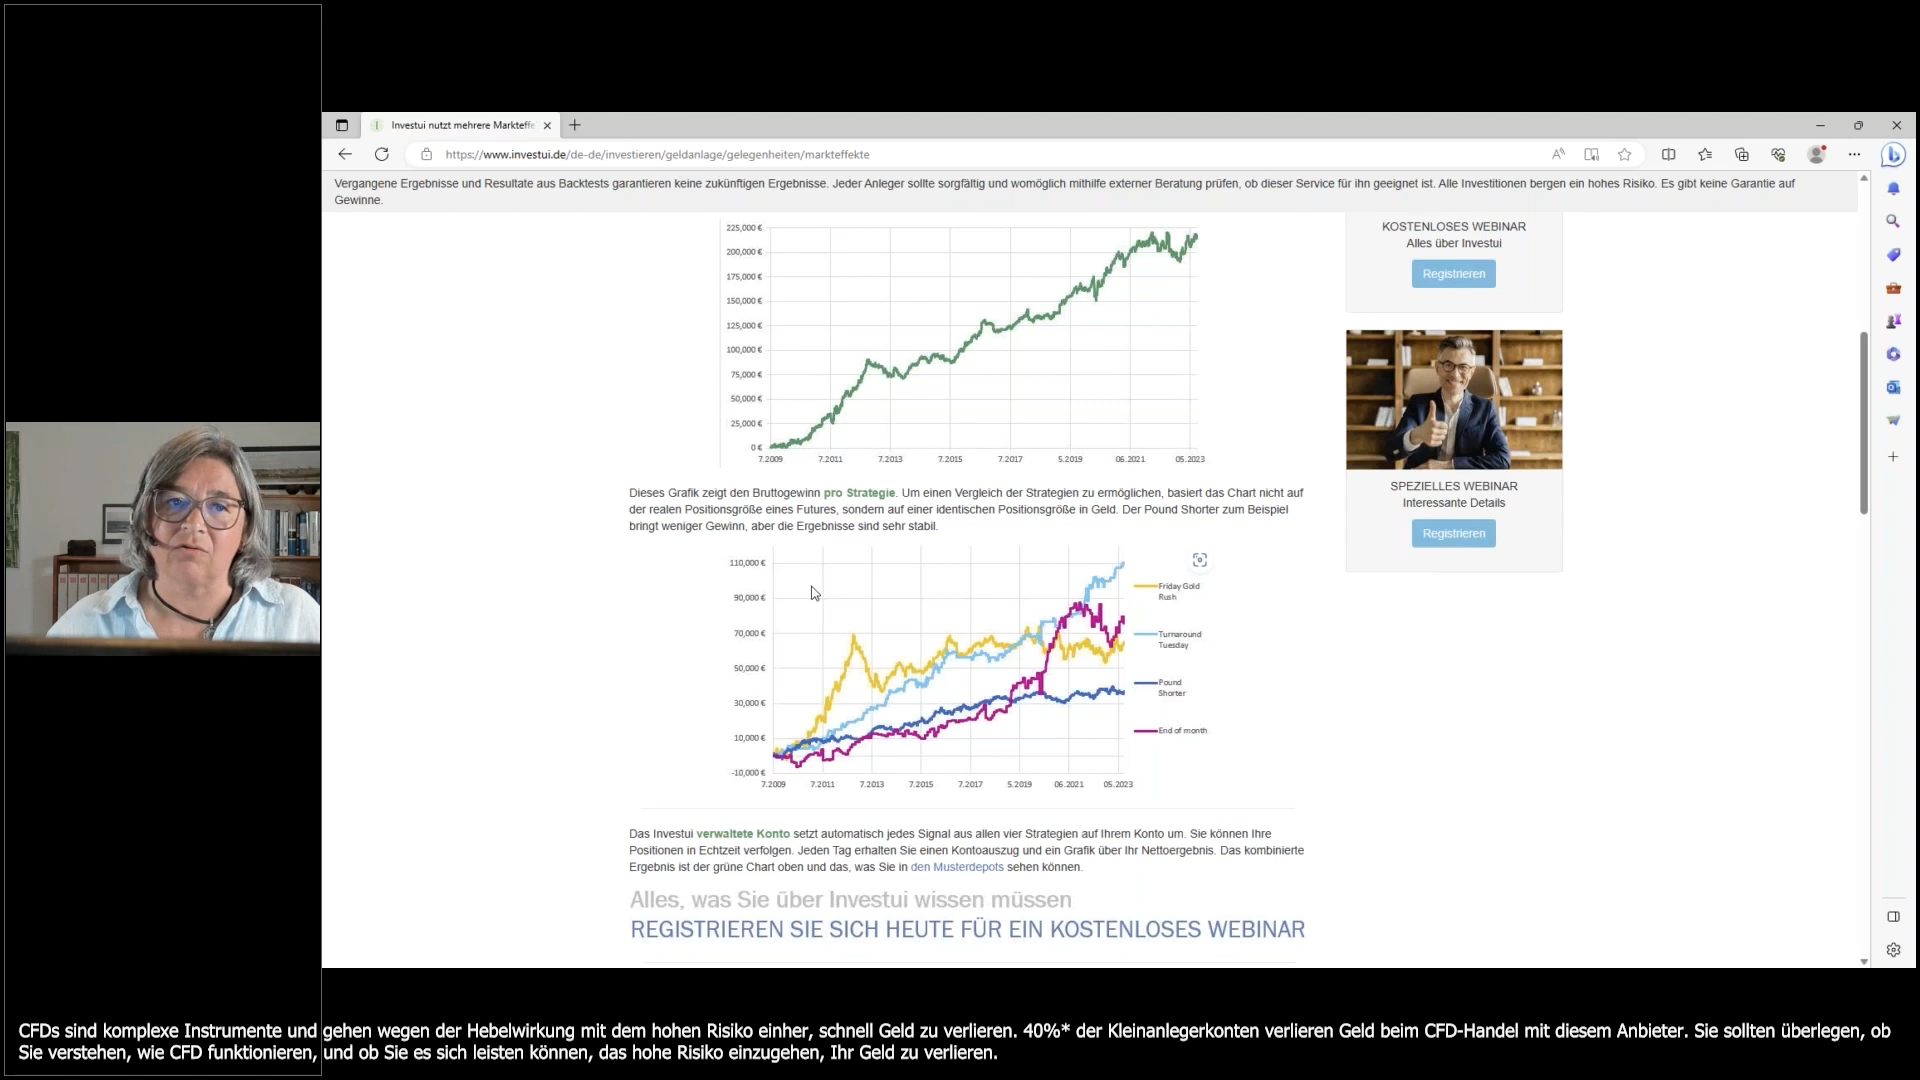 Investui nutzt mehrere Markteffe
https://www.investui.de/de-de/investieren/geldanlage/gelegenheiten/markteffekte
Vergangene Ergebnisse und Resultate aus Backtests garantieren keine zukünftigen Ergebnisse. Jeder Anleger sollte sorgfältig und womöglich mithilfe externer Beratung prüfen, ob dieser Service für ihn geeignet ist. Alle Investitionen bergen ein hohes Risiko. Es gibt keine Garantie auf
Gewinne.
225,000 €
200,000 €
175,000 €
150,000 €
125,000 €
100,000 €
75,000 €
50,000 €
25,000 €
0 €
7.2009 7.2011 7.2013 7.2015 7.2017 5.2019 06.2021 05.2023
KOSTENLOSES WEBINAR
Alles über Investui
Registrieren
SPEZIELLES WEBINAR
Interessante Details
Registrieren
Dieses Grafik zeigt den Bruttogewinn pro Strategie. Um einen Vergleich der Strategien zu ermöglichen, basiert das Chart nicht auf
der realen Positionsgröße eines Futures, sondern auf einer identischen Positionsgröße in Geld. Der Pound Shorter zum Beispiel
bringt weniger Gewinn, aber die Ergebnisse sind sehr stabil.
110,000 €
90,000 €
70,000 €
50,000 €
30,000 €
10,000 €
-10,000 €
7.2009 7.2011 7.2013 7.2015 7.2017 5.2019 06.2021 05.2023
Friday Gold
Rush
Turnaround
Tuesday
Pound
Shorter
End of month
Das Investui verwaltete Konto setzt automatisch jedes Signal aus allen vier Strategien auf Ihrem Konto um. Sie können Ihre
Positionen in Echtzeit verfolgen. Jeden Tag erhalten Sie einen Kontoauszug und ein Grafik über Ihr Nettoergebnis. Das kombinierte
Ergebnis ist der grüne Chart oben und das, was Sie in den Musterdepots sehen können.
Alles, was Sie über Investui wissen müssen
REGISTRIEREN SIE SICH HEUTE FÜR EIN KOSTENLOSES WEBINAR
CFDs sind komplexe Instrumente und gehen wegen der Hebelwirkung mit dem hohen Risiko einher, schnell Geld zu verlieren. 40%* der Kleinanlegerkonten verlieren Geld beim CFD-Handel mit diesem Anbieter. Sie sollten überlegen, ob
Sie verstehen, wie CFD funktionieren, und ob Sie es sich leisten können, das hohe Risiko einzugehen, Ihr Geld zu verlieren.